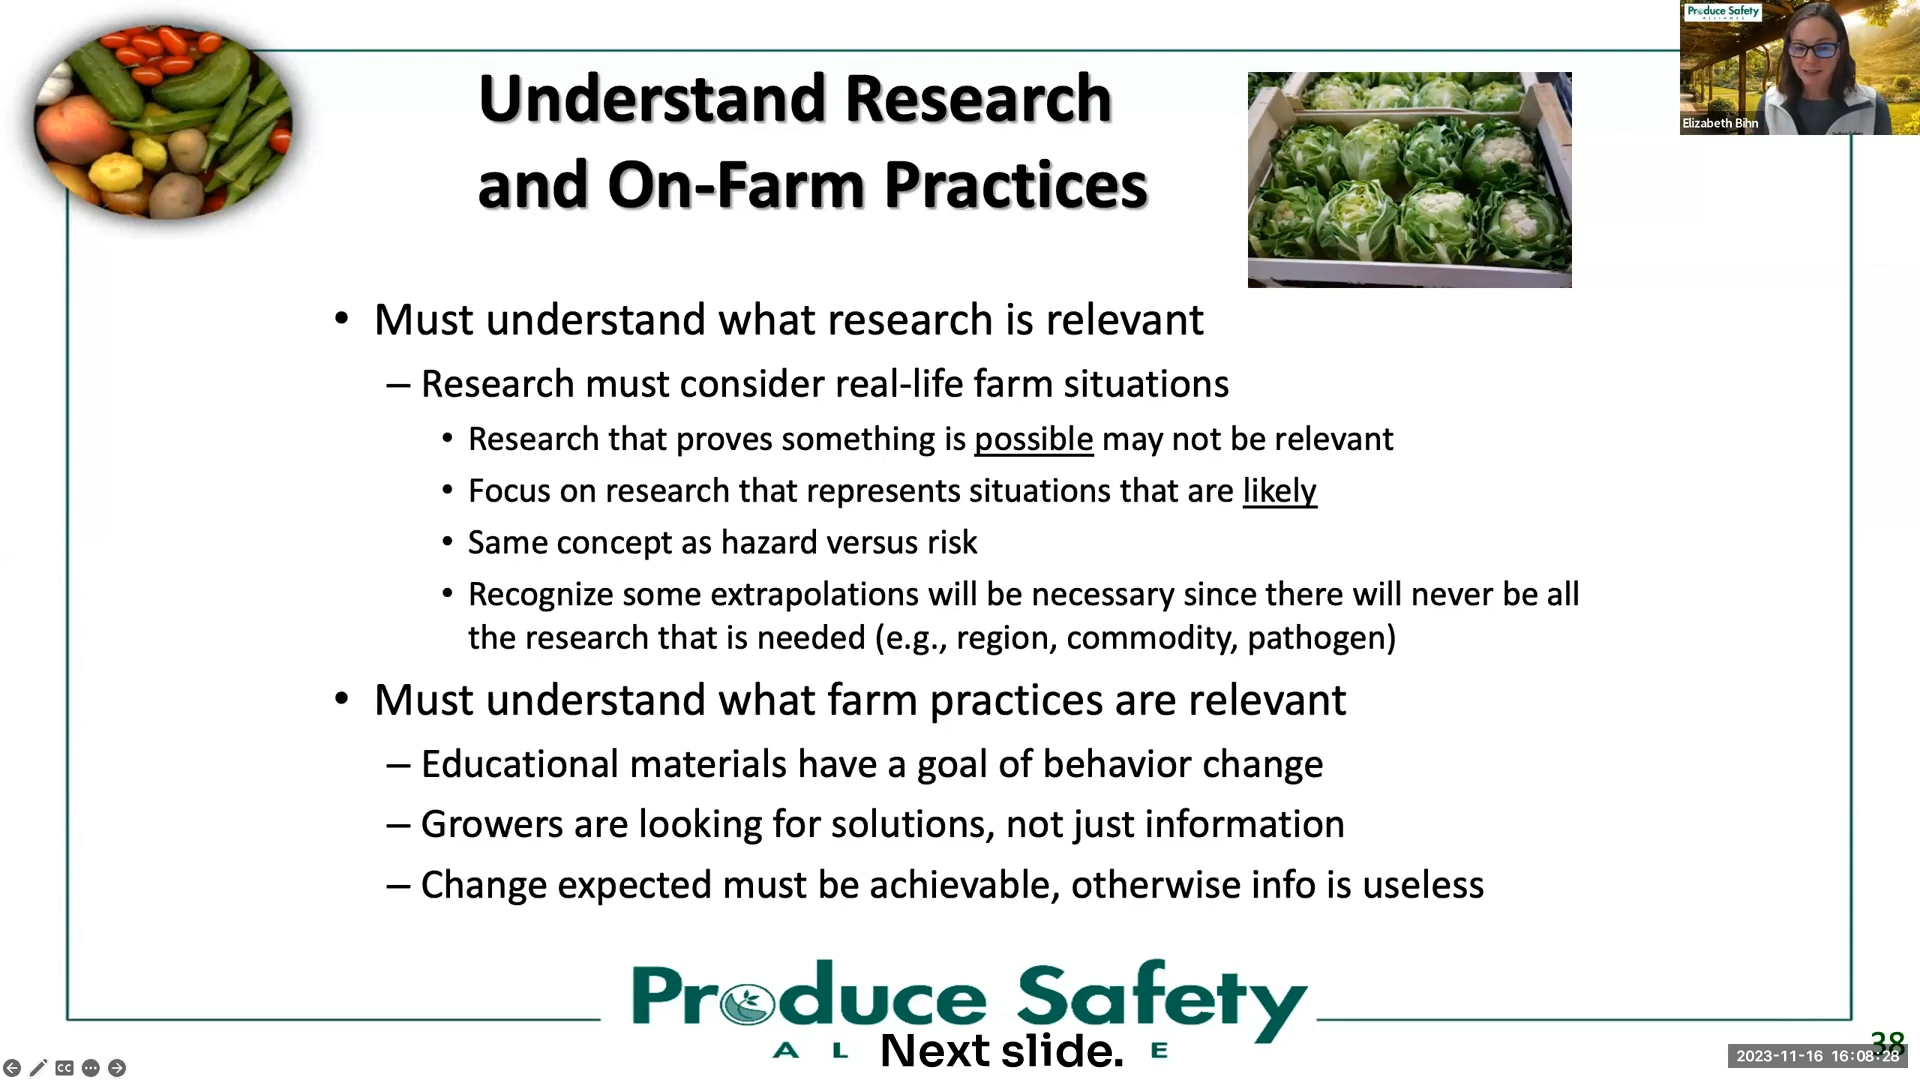 Produce Safety
ALLIANCE
Elizabeth Bihn
Understand Research
and On-Farm Practices
• Must understand what research is relevant
– Research must consider real-life farm situations
• Research that proves something is possible may not be relevant
• Focus on research that represents situations that are likely
• Same concept as hazard versus risk
• Recognize some extrapolations will be necessary since there will never be all
the research that is needed (e.g., region, commodity, pathogen)
• Must understand what farm practices are relevant
– Educational materials have a goal of behavior change
– Growers are looking for solutions, not just information
– Change expected must be achievable, otherwise info is useless
Produce Safety
A L E
Next slide.
38
2023-11-16 16:08:28
CC